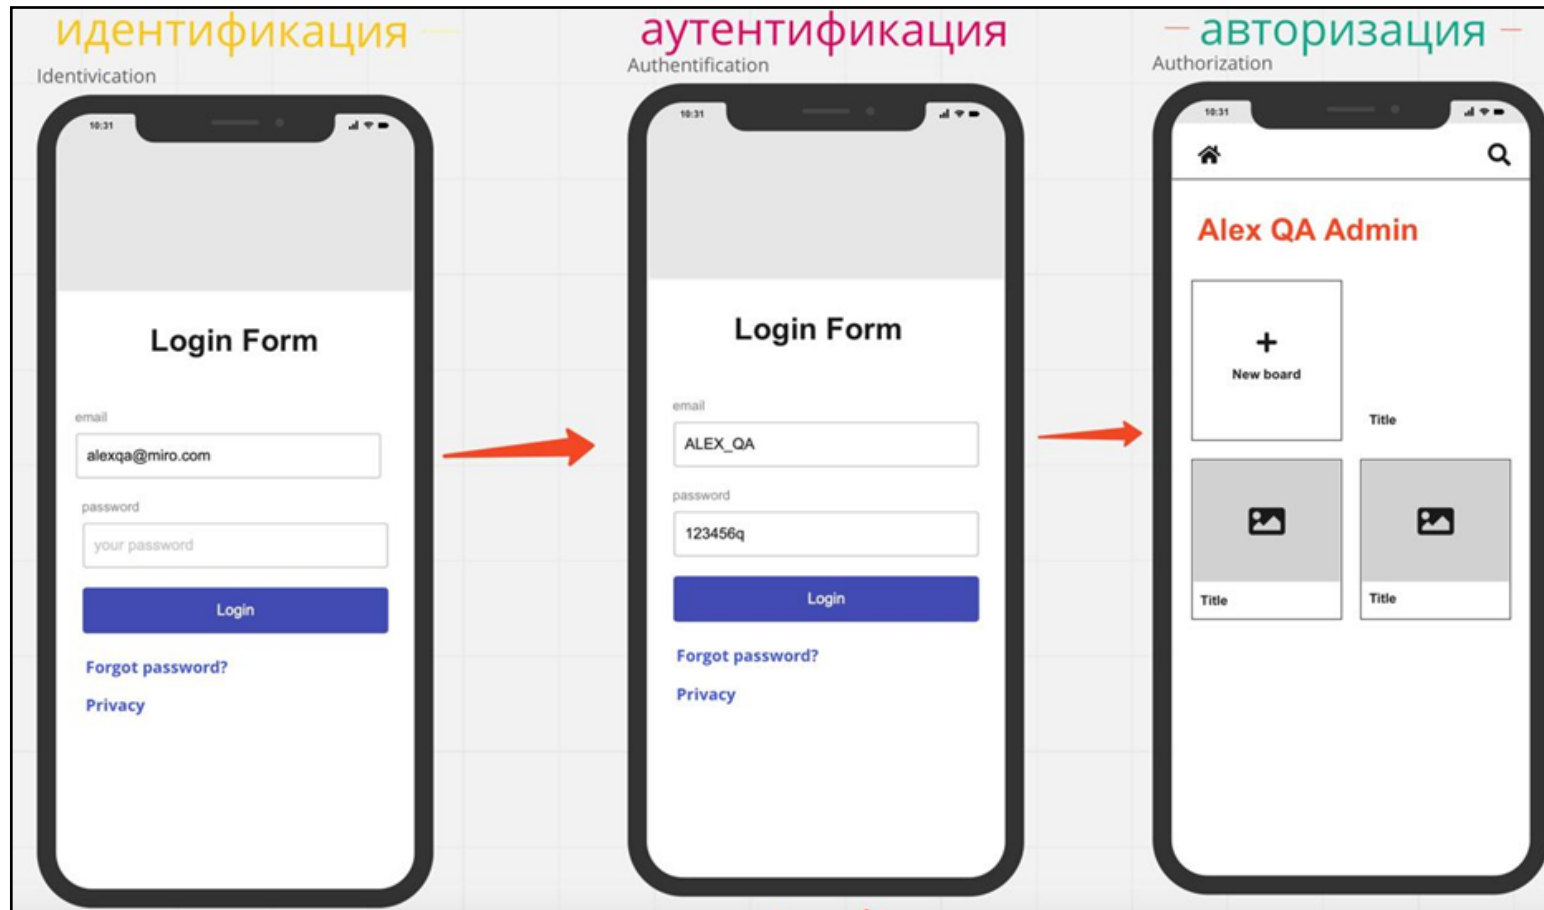 идентификация
Identivication
10:31
Login Form
email
alexqa@miro.com
password
your password
Login
Forgot password?
Privacy
аутентификация
Authentification
10:31
Login Form
email
ALEX_QA
password
123456q
Login
Forgot password?
Privacy
авторизация
Authorization
10:31
Alex QA Admin
New board
Title
Title
Title